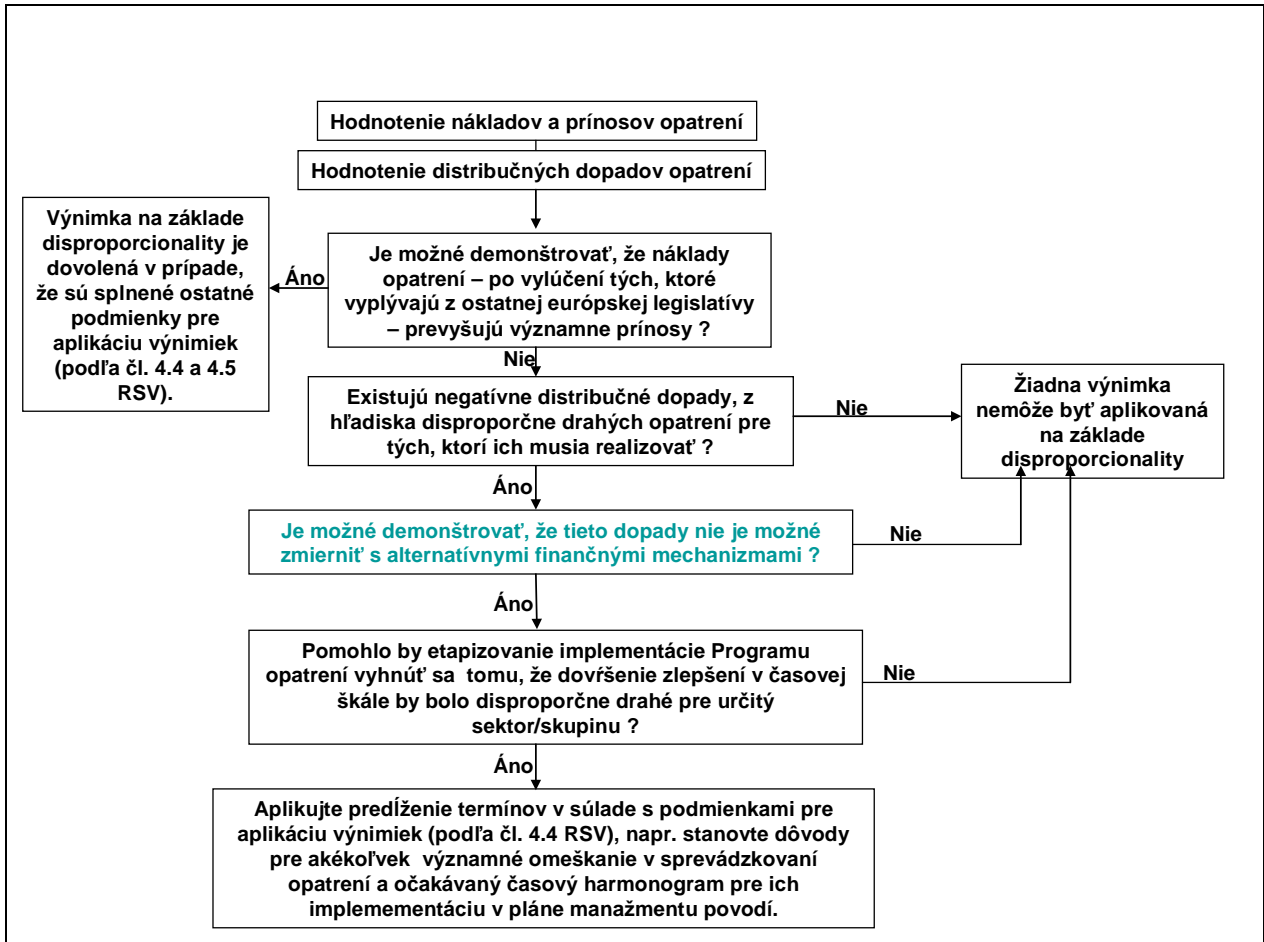 Hodnotenie nákladov a prínosov opatrení
Hodnotenie distribučných dopadov opatrení
Výnimka na základe
disproporcionality je
dovolená v prípade,
že sú splnené ostatné
podmienky pre
aplikáciu výnimiek
(podľa čl. 4.4 a 4.5
RSV).
Áno
Je možné demonštrovať, že náklady
opatrení – po vylúčení tých, ktoré
vyplývajú z ostatnej európskej legislatívy
– prevyšujú významne prínosy ?
Nie
Existujú negatívne distribučné dopady, z
hľadiska disproporčne drahých opatrení pre
tých, ktorí ich musia realizovať ?
Nie
Žiadna výnimka
nemôže byť aplikovaná
na základe
disproporcionality
Áno
Je možné demonštrovať, že tieto dopady nie je možné
zmierniť s alternatívnymi finančnými mechanizmami ?
Nie
Áno
Pomohlo by etapizovanie implementácie Programu
opatrení vyhnúť sa  tomu, že dovŕšenie zlepšení v časovej
škále by bolo disproporčne drahé pre určitý
sektor/skupinu ?
Nie
Áno
Aplikujte predĺženie termínov v súlade s podmienkami pre
aplikáciu výnimiek (podľa čl. 4.4 RSV), napr. stanovte dôvody
pre akékoľvek  významné omeškanie v sprevádzkovaní
opatrení a očakávaný časový harmonogram pre ich
implemementáciu v pláne manažmentu povodí.